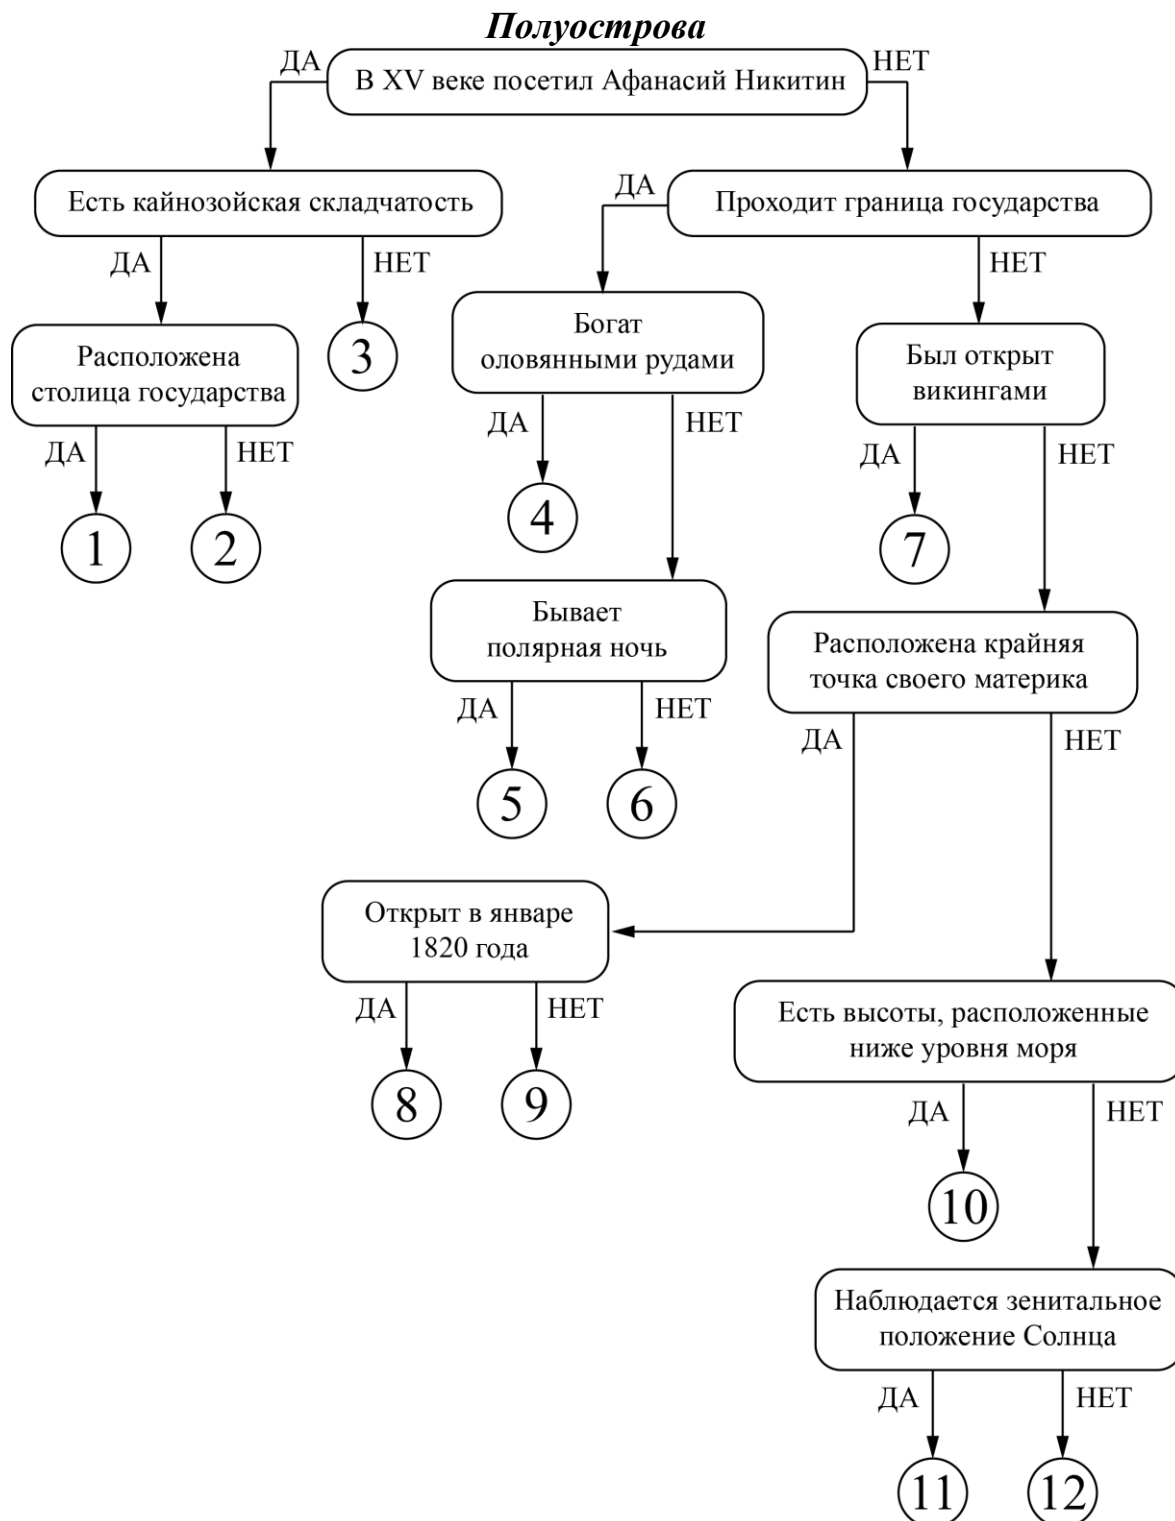 Полуострова
ДА
В XV веке посетил Афанасий Никитин
НЕТ
Есть кайнозойская складчатость
ДА
Проходит граница государства
ДА
НЕТ
НЕТ
Расположена
столица государства
3
Богат
оловянными рудами
Был открыт
викингами
ДА
НЕТ
ДА
НЕТ
ДА
НЕТ
1
2
4
7
Бывает
полярная ночь
Расположена крайняя
точка своего материка
ДА
НЕТ
ДА
НЕТ
5
6
Открыт в январе
1820 года
ДА
НЕТ
Есть высоты, расположенные
ниже уровня моря
8
9
ДА
НЕТ
10
Наблюдается зенитальное
положение Солнца
ДА
НЕТ
11
12